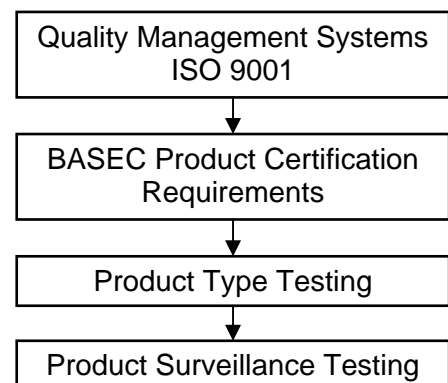 Quality Management Systems
ISO 9001
BASEC Product Certification
Requirements
Product Type Testing
Product Surveillance Testing